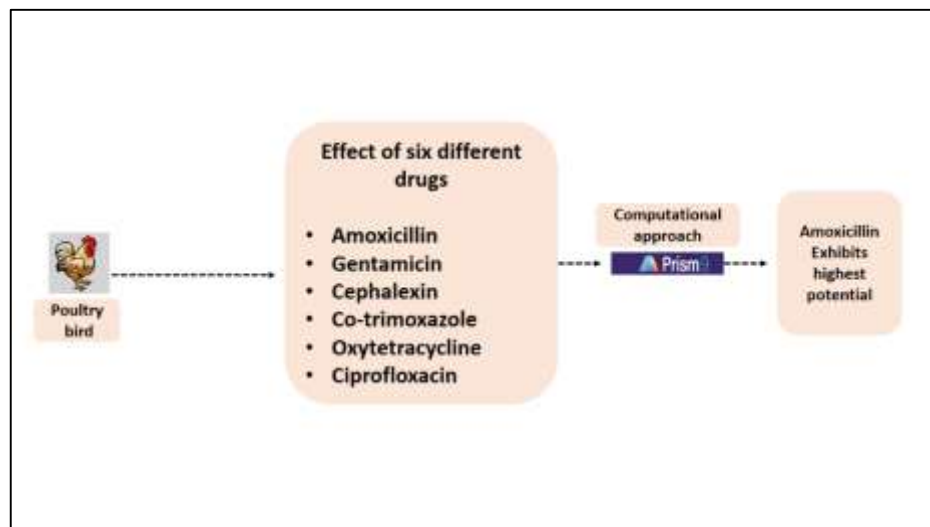 Effect of six different
drugs
• Amoxicillin
• Gentamicin
• Cephalexin
• Co-trimoxazole
• Oxytetracycline
• Ciprofloxacin
Poultry
bird
Computational
approach
Prism
Amoxicillin
Exhibits
highest
potential